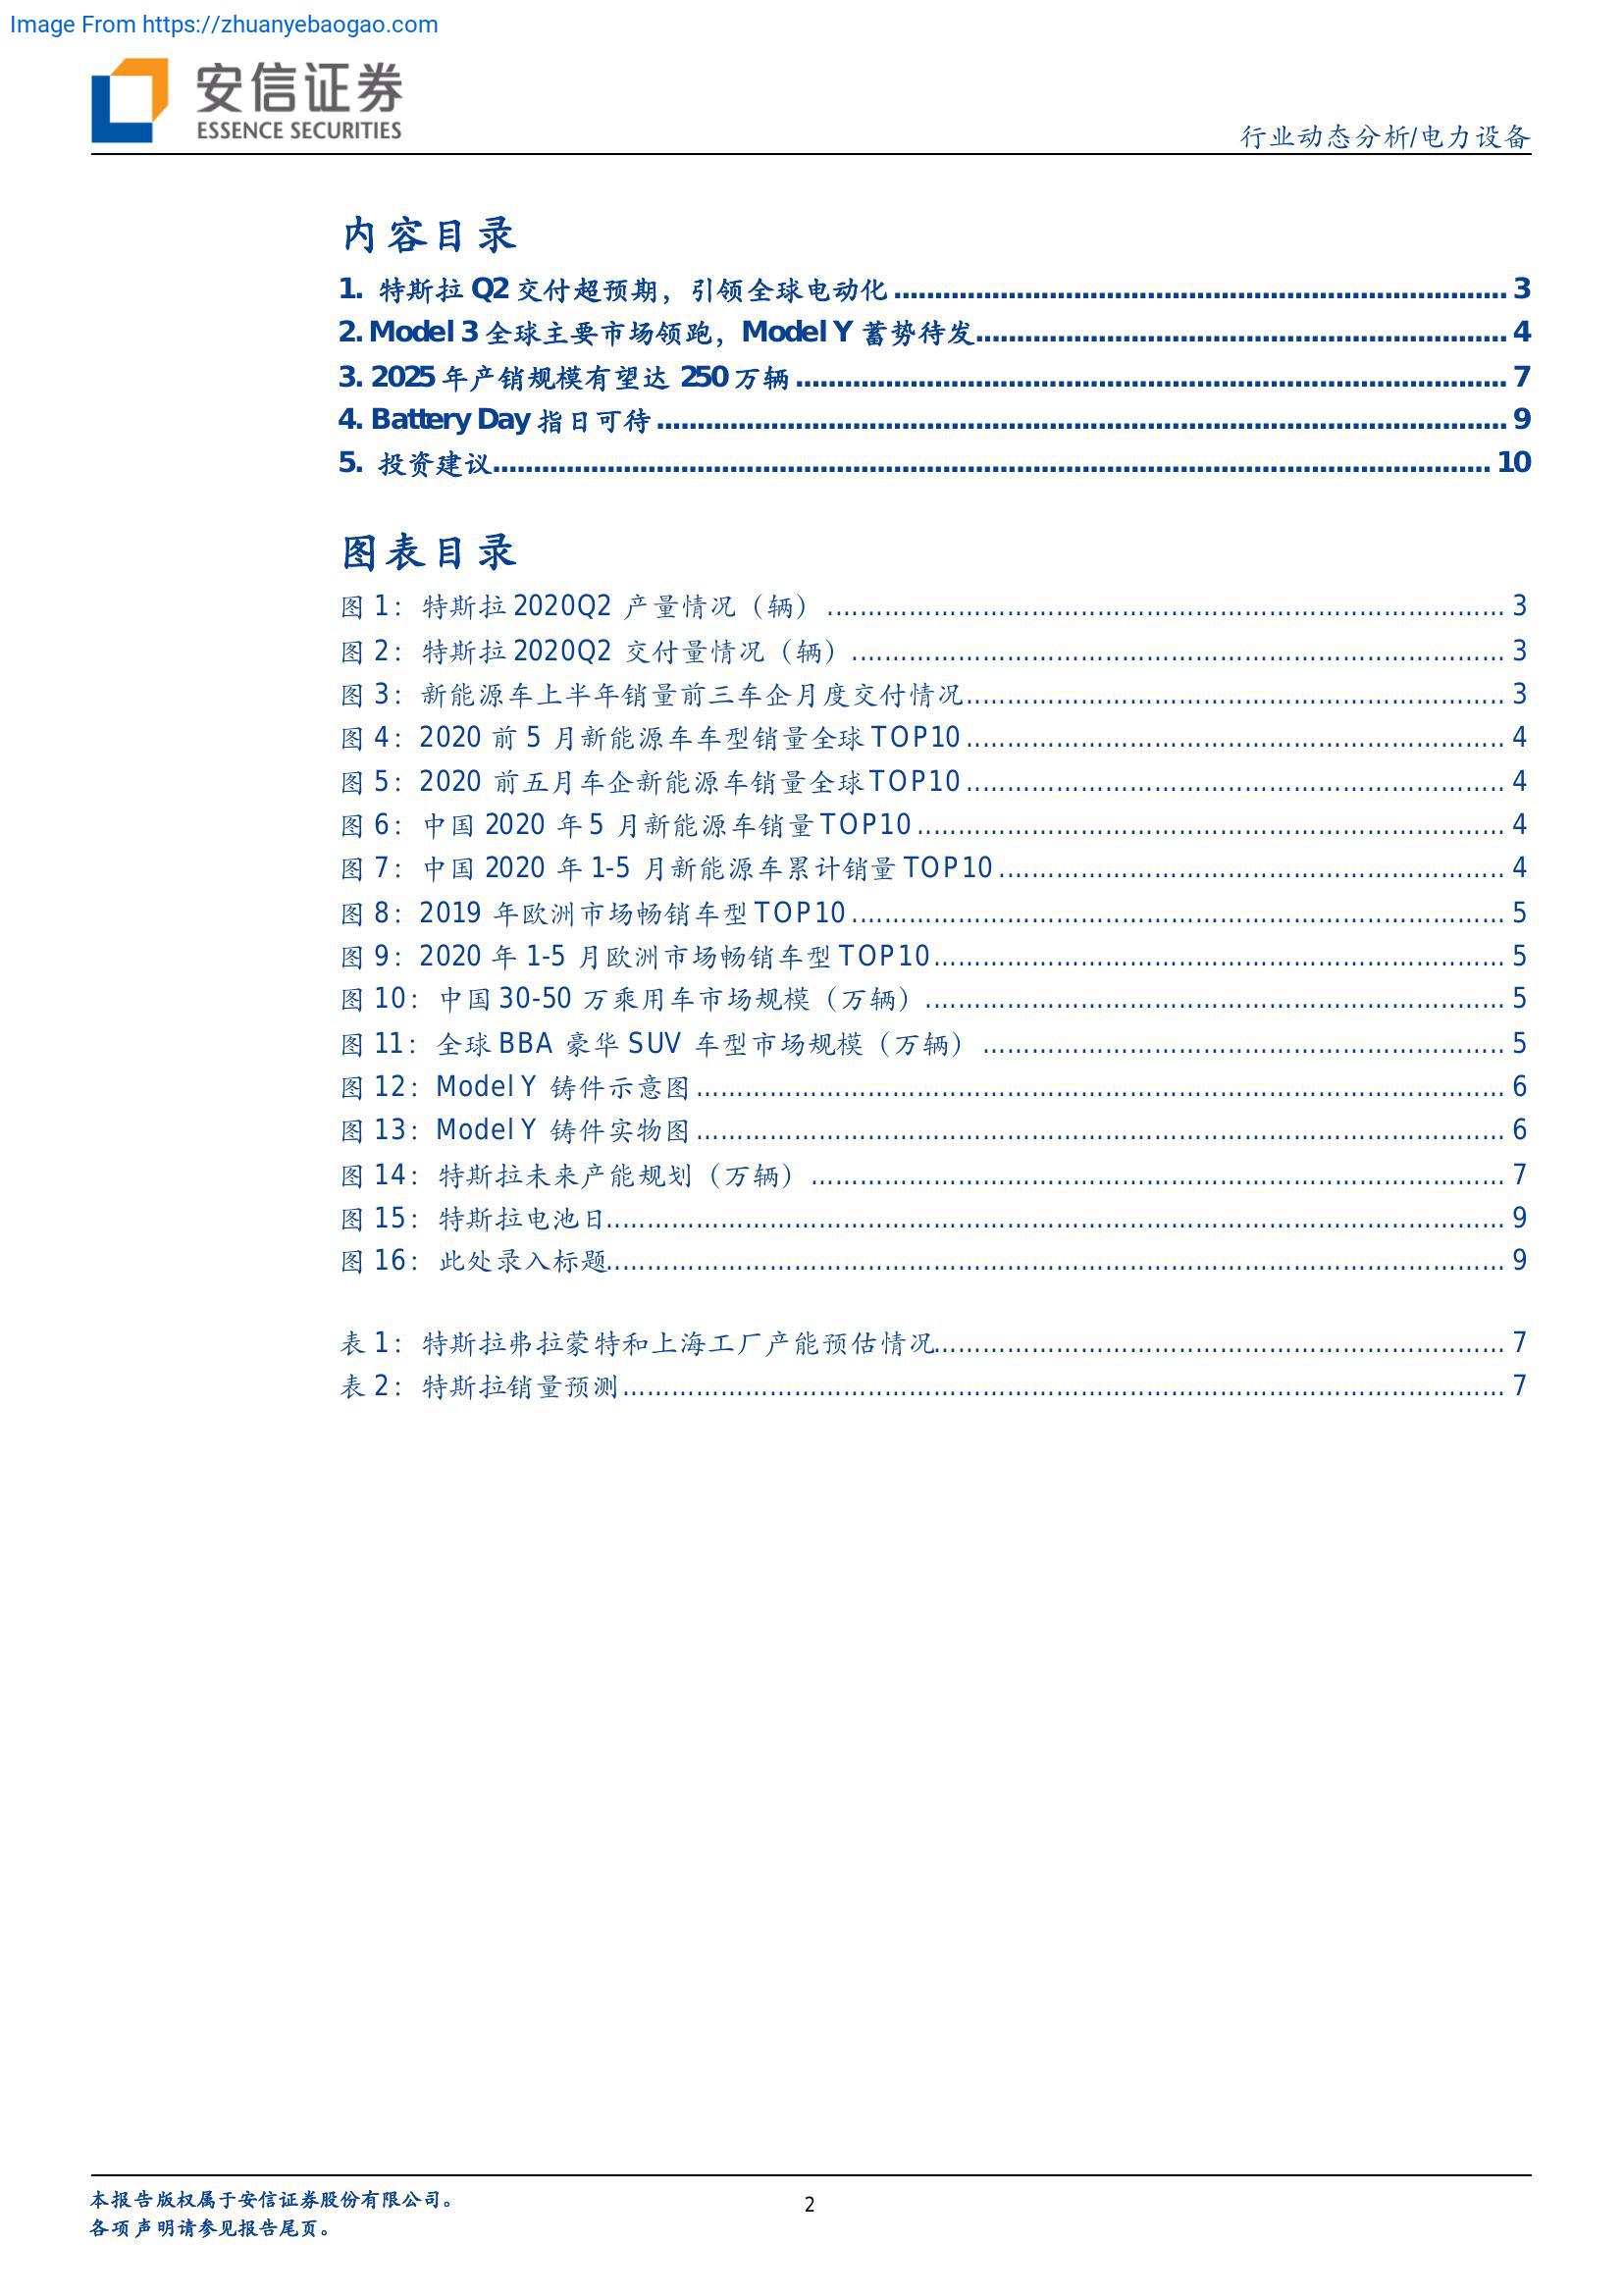 Image From https://zhuanyebaogao.com
安信证券
ESSENCE SECURITIES
行业动态分析/电力设备
内容目录
1. 特斯拉 Q2 交付超预期，引领全球电动化 3
2. Model 3 全球主要市场领跑，Model Y 蓄势待发 4
3. 2025 年产销规模有望达 250 万辆 7
4. Battery Day 指日可待 9
5. 投资建议 10
图表目录
图 1：特斯拉 2020Q2 产量情况（辆） 3
图 2：特斯拉 2020Q2 交付量情况（辆） 3
图 3：新能源车上半年销量前三车企月度交付情况 3
图 4：2020 前 5 月新能源车车型销量全球 TOP10 4
图 5：2020 前五月车企新能源车销量全球 TOP10 4
图 6：中国 2020 年 5 月新能源车销量 TOP10 4
图 7：中国 2020 年 1-5 月新能源车累计销量 TOP10 4
图 8：2019 年欧洲市场畅销车型 TOP10 5
图 9：2020 年 1-5 月欧洲市场畅销车型 TOP10 5
图 10：中国 30-50 万乘用车市场规模（万辆） 5
图 11：全球 BBA 豪华 SUV 车型市场规模（万辆） 5
图 12：Model Y 铸件示意图 6
图 13：Model Y 铸件实物图 6
图 14：特斯拉未来产能规划（万辆） 7
图 15：特斯拉电池日 9
图 16：此处录入标题 9
表 1：特斯拉弗拉蒙特和上海工厂产能预估情况 7
表 2：特斯拉销量预测 7
本报告版权属于安信证券股份有限公司。
2
各项声明请参见报告尾页。